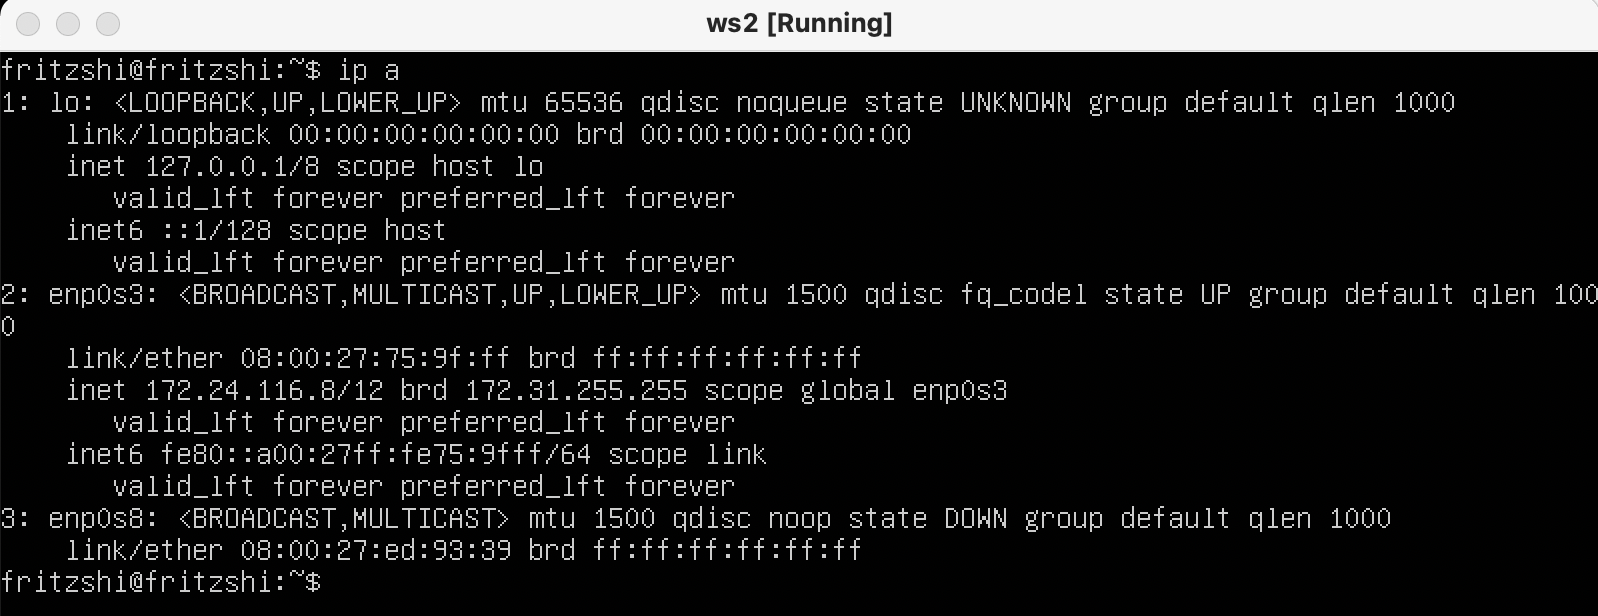 ws2 [Running]
fritzshi@fritzshi:~$ ip a
1: lo: <LOOPBACK,UP,LOWER_UP> mtu 65536 qdisc noqueue state UNKNOWN group default qlen 1000
    link/loopback 00:00:00:00:00:00 brd 00:00:00:00:00:00
    inet 127.0.0.1/8 scope host lo
       valid_lft forever preferred_lft forever
    inet6 ::1/128 scope host
       valid_lft forever preferred_lft forever
2: enp0s3: <BROADCAST,MULTICAST,UP,LOWER_UP> mtu 1500 qdisc fq_codel state UP group default qlen 100
0
    link/ether 08:00:27:75:9f:ff brd ff:ff:ff:ff:ff:ff
    inet 172.24.116.8/12 brd 172.31.255.255 scope global enp0s3
       valid_lft forever preferred_lft forever
    inet6 fe80::a00:27ff:fe75:9fff/64 scope link
       valid_lft forever preferred_lft forever
3: enp0s8: <BROADCAST,MULTICAST> mtu 1500 qdisc noop state DOWN group default qlen 1000
    link/ether 08:00:27:ed:93:39 brd ff:ff:ff:ff:ff:ff
fritzshi@fritzshi:~$